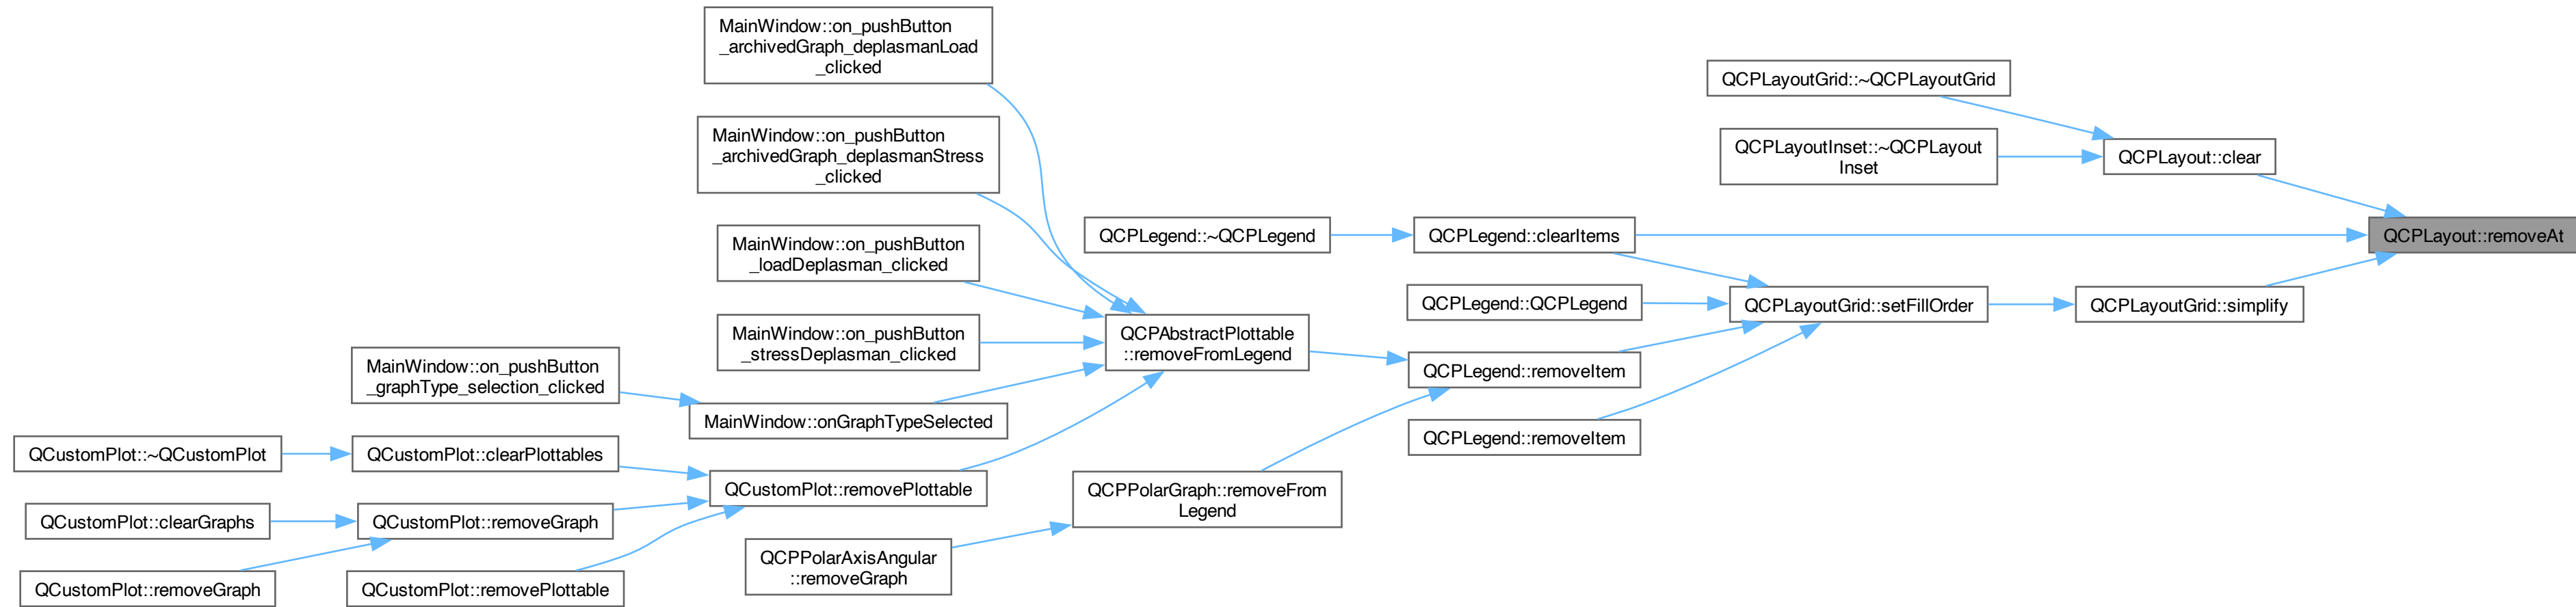 MainWindow::on_pushButton
_archivedGraph_deplasmanLoad
_clicked
MainWindow::on_pushButton
_archivedGraph_deplasmanStress
_clicked
MainWindow::on_pushButton
_loadDeplasman_clicked
MainWindow::on_pushButton
_stressDeplasman_clicked
MainWindow::on_pushButton
_graphType_selection_clicked
MainWindow::onGraphTypeSelected
QCustomPlot::~QCustomPlot
QCustomPlot::clearPlottables
QCustomPlot::removePlottable
QCustomPlot::clearGraphs
QCustomPlot::removeGraph
QCustomPlot::removeGraph
QCustomPlot::removePlottable
QCPPolarAxisAngular
::removeGraph
QCPPolarGraph::removeFrom
Legend
QCPAbstractPlottable
::removeFromLegend
QCPLegend::~QCPLegend
QCPLegend::clearItems
QCPLegend::QCPLegend
QCPLegend::removeItem
QCPLegend::removeItem
QCPLayoutGrid::~QCPLayoutGrid
QCPLayoutInset::~QCPLayout
Inset
QCPLayout::clear
QCPLayoutGrid::setFillOrder
QCPLayoutGrid::simplify
QCPLayout::removeAt